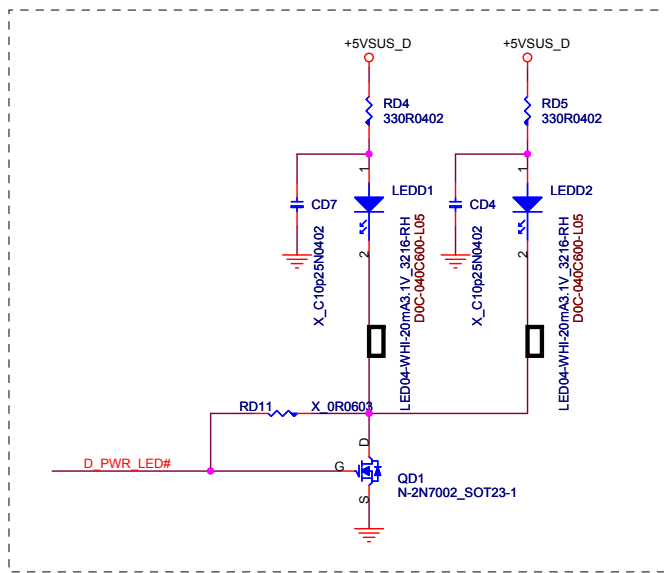 +5VSUS_D
+5VSUS_D
RD4
330R0402
RD5
330R0402
1
1
CD7
LEDD1
CD4
LEDD2
X_C10p25N0402
2
LED04-WHI-20mA3.1V_3216-RH
D0C-040C600-L05
X_C10p25N0402
2
LED04-WHI-20mA3.1V_3216-RH
D0C-040C600-L05
RD11
X_0R0603
D
D_PWR_LED#
G
QD1
N-2N7002_SOT23-1
S